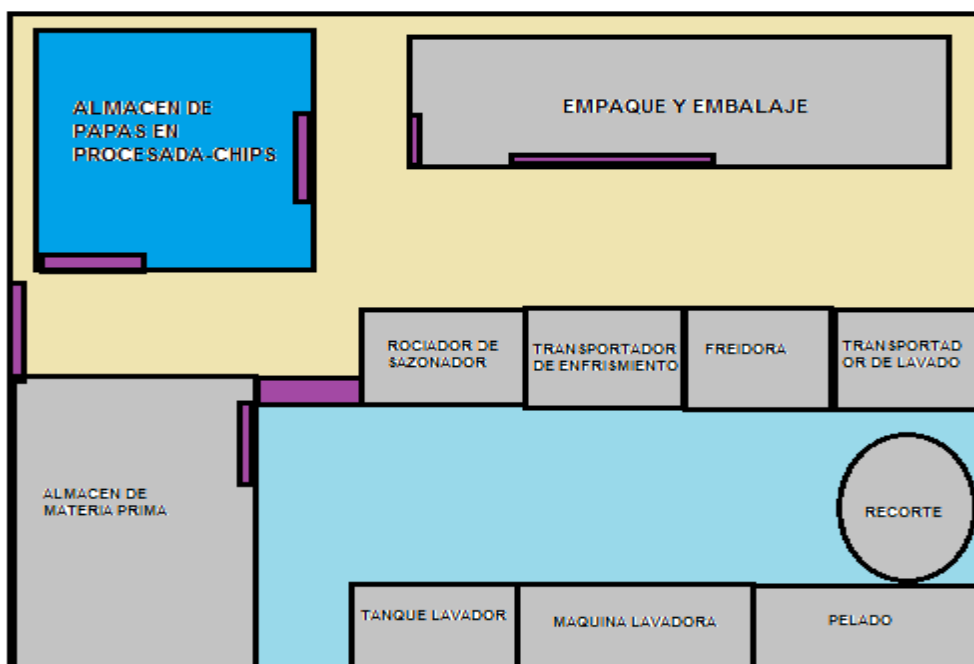 ALMACEN DE
PAPAS EN
PROCESADA-CHIPS
EMPAQUE Y EMBALAJE
ROCIADOR DE
SAZONADOR
TRANSPORTADOR
DE ENFRISMIENTO
FREIDORA
TRANSPORTAD
OR DE LAVADO
ALMACEN DE
MATERIA PRIMA
RECORTE
TANQUE LAVADOR
MAQUINA LAVADORA
PELADO